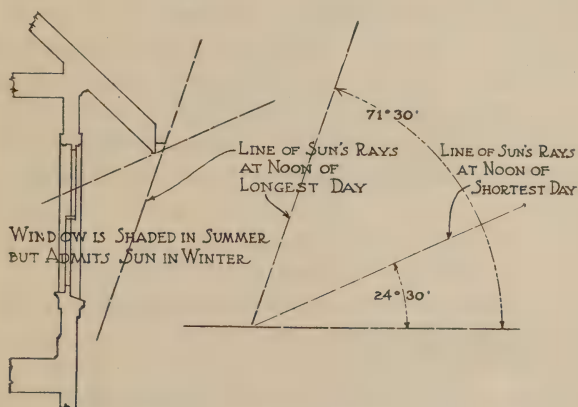 71° 30'
LINE OF SUN'S RAYS
AT NOON OF
LONGEST DAY
LINE OF SUN'S RAYS
AT NOON OF
SHORTEST DAY
WINDOW IS SHADED IN SUMMER
BUT ADMITS SUN IN WINTER
24° 30'